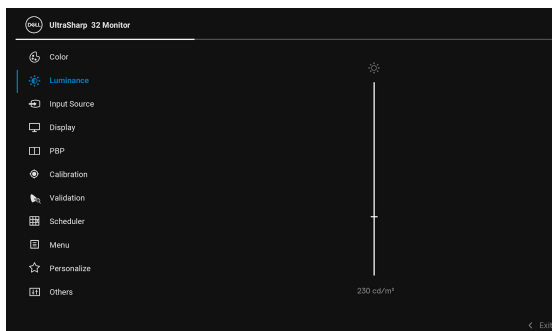 DELL UltraSharp 32 Monitor
Color
Luminance
Input Source
Display
PBP
Calibration
Validation
Scheduler
Menu
Personalize
Others
230 cd/m²
< Exit